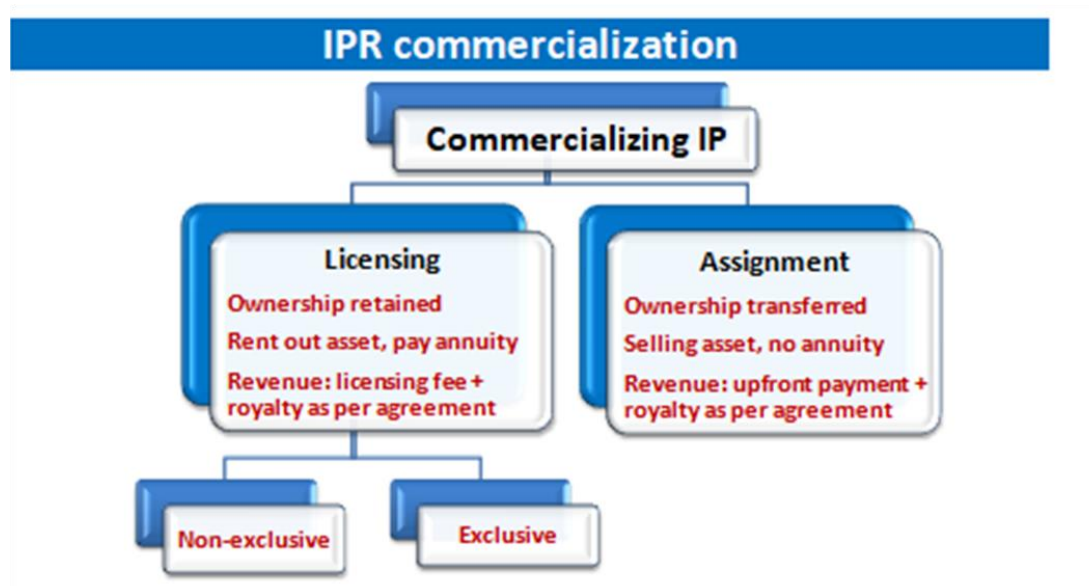 IPR commercialization
Commercializing IP
Licensing
Ownership retained
Rent out asset, pay annuity
Revenue: licensing fee +
royalty as per agreement
Assignment
Ownership transferred
Selling asset, no annuity
Revenue: upfront payment +
royalty as per agreement
Non-exclusive
Exclusive